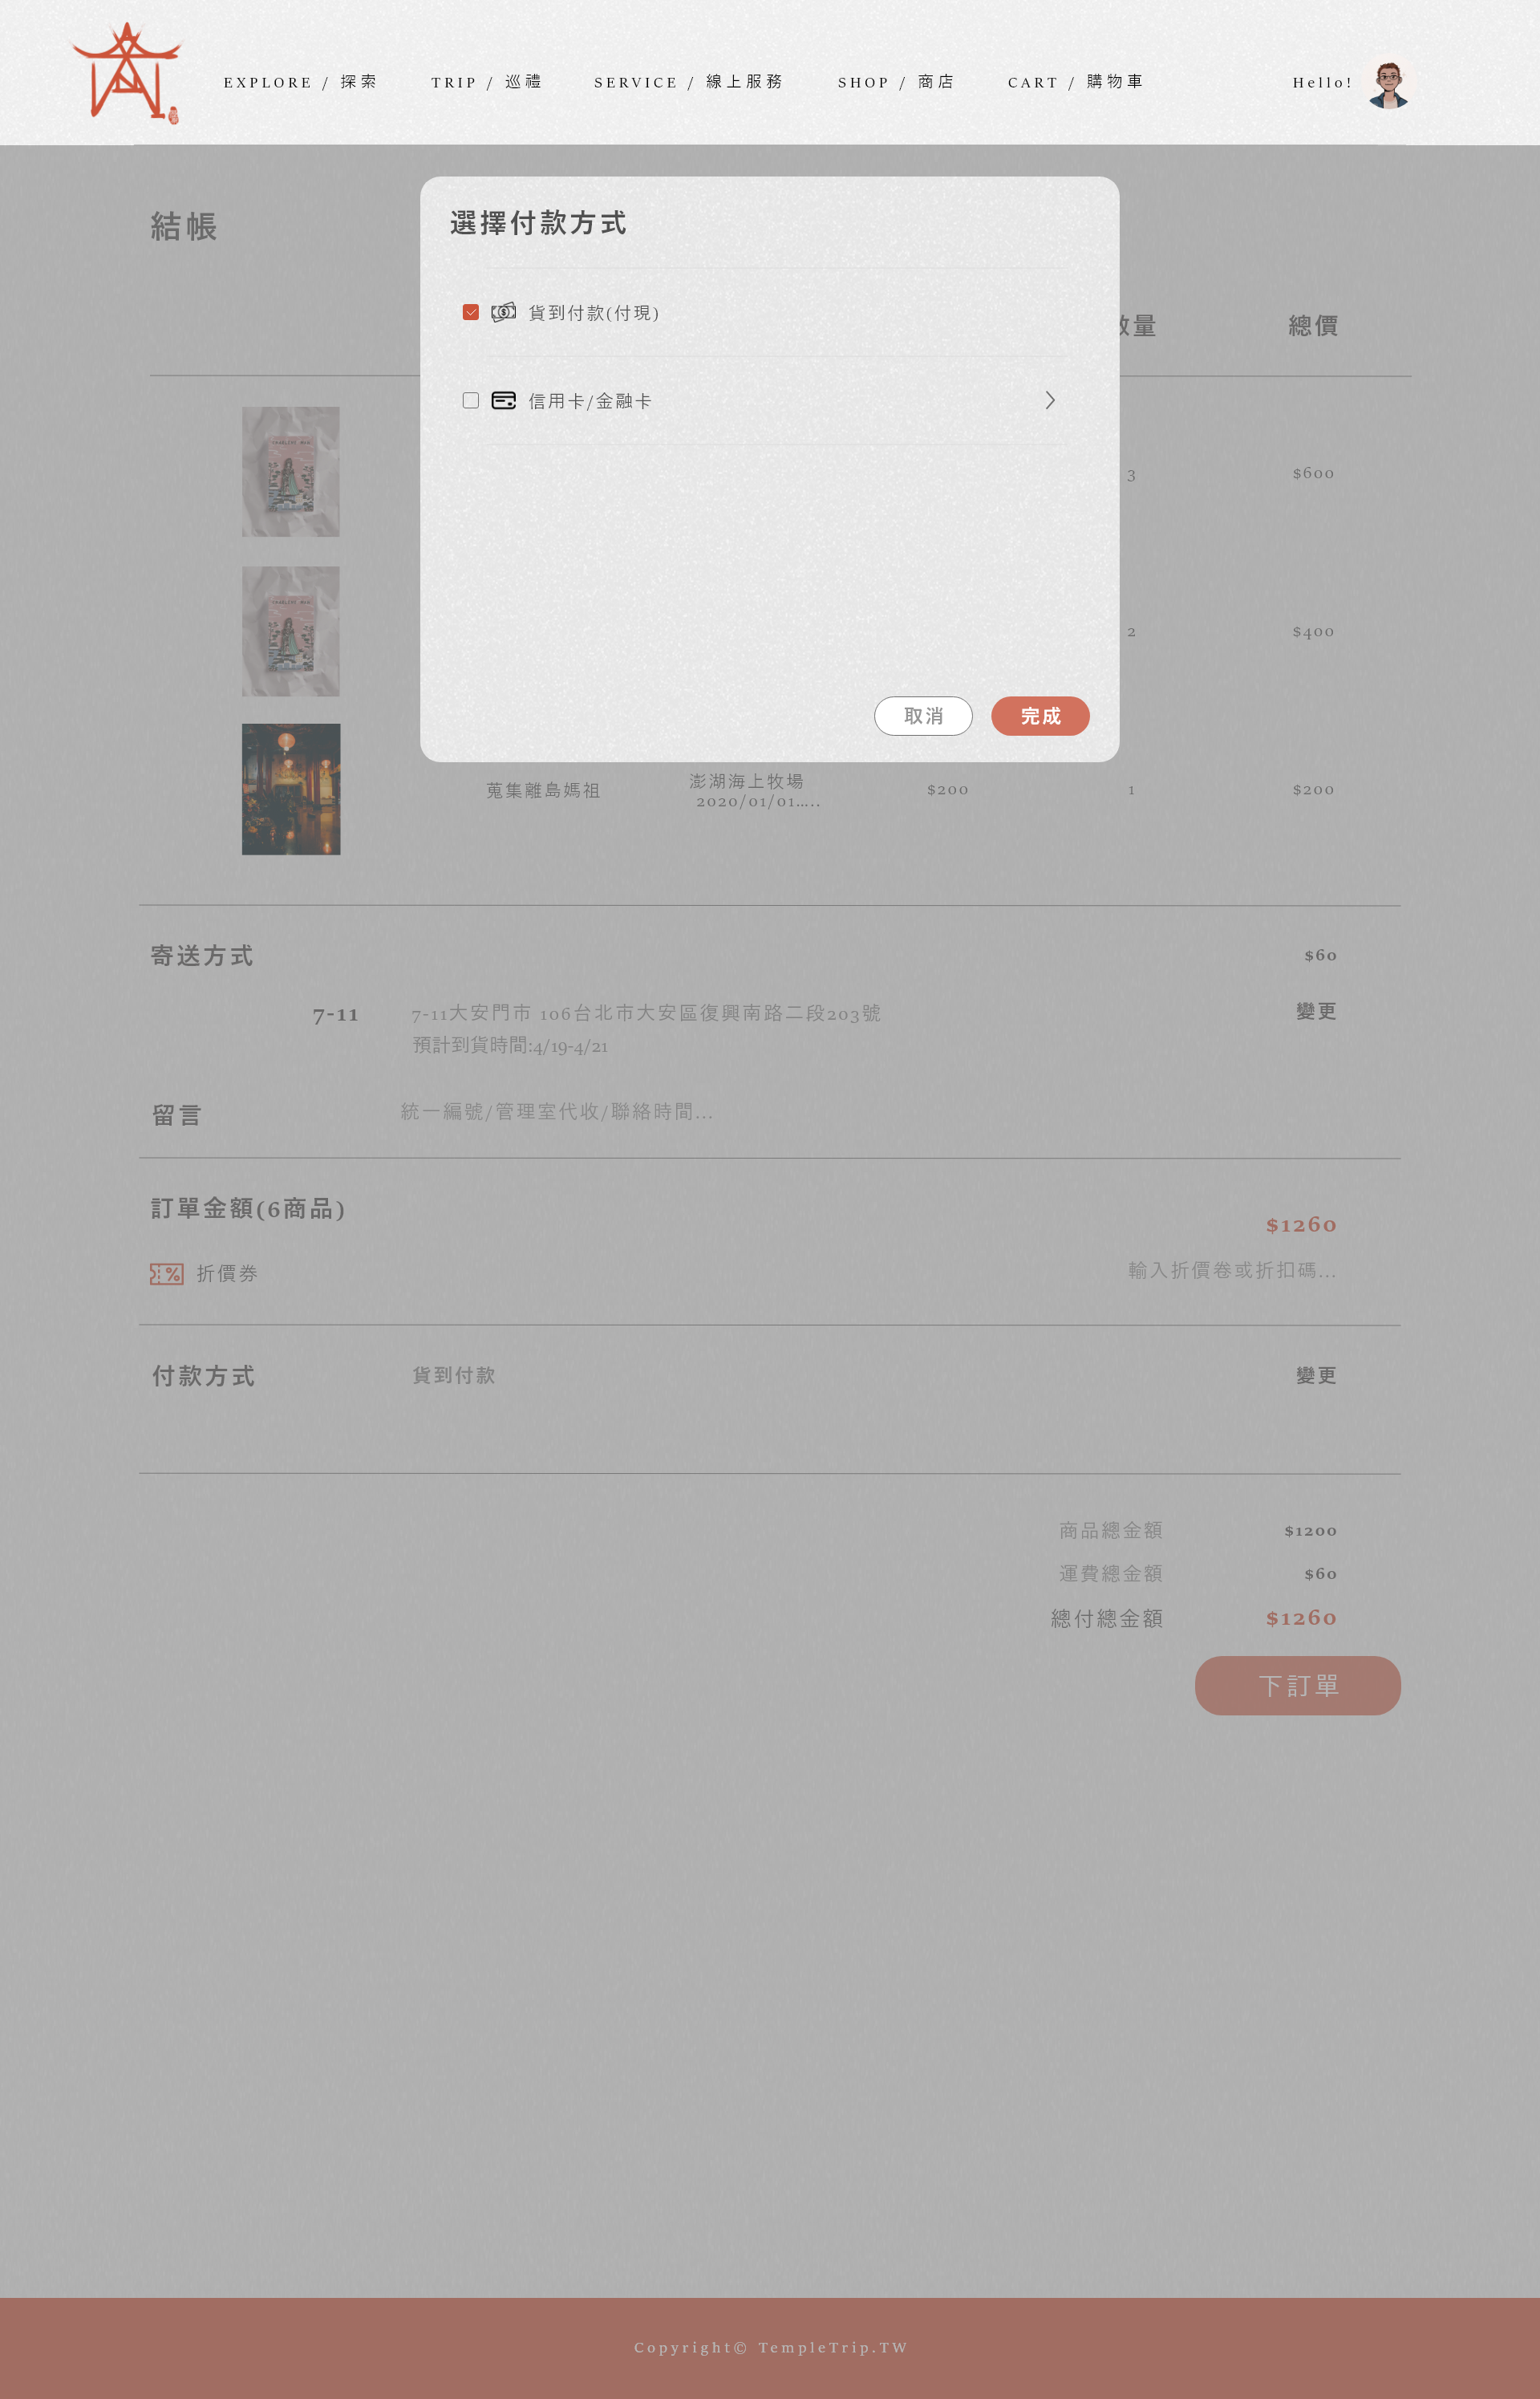 EXPLORE / 探索 TRIP / 巡禮 SERVICE / 線上服務 SHOP / 商店 CART / 購物車 Hello!
結帳
選擇付款方式
貨到付款(付現)
數量 總價
信用卡/金融卡
3 $600
2 $400
取消 完成
蒐集離島媽祖 澎湖海上牧場 $200 1 $200
2020/01/01.....
寄送方式 $60
7-11 7-11大安門市 106台北市大安區復興南路二段203號 變更
預計到貨時間:4/19-4/21
留言 統一編號/管理室代收/聯絡時間...
訂單金額(6商品) $1260
折價券 輸入折價卷或折扣碼...
付款方式 貨到付款 變更
商品總金額 $1200
運費總金額 $60
總付總金額 $1260
下訂單
Copyright© TempleTrip.TW